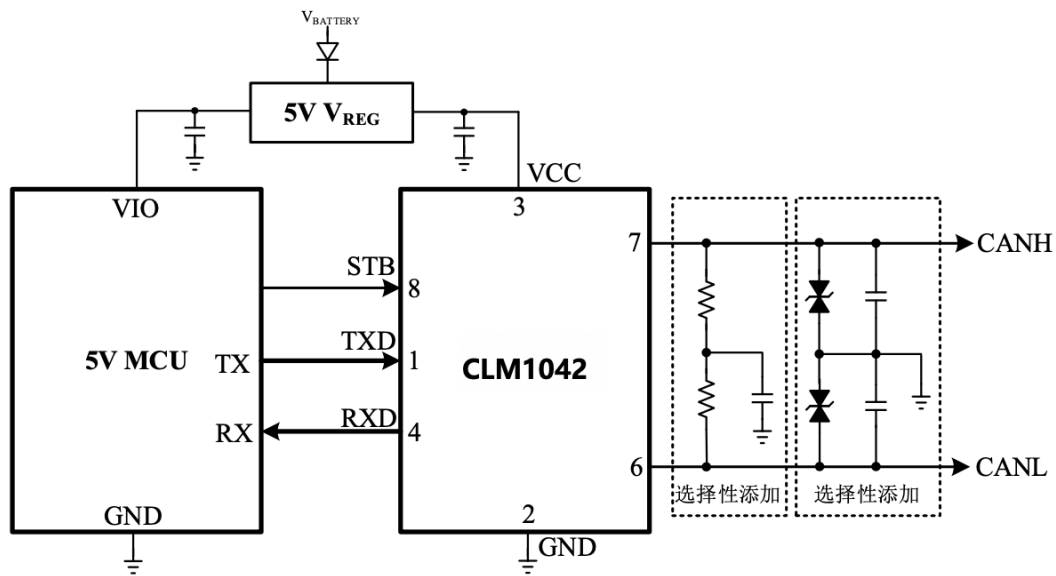 VBATTERY
5V VREG
VCC
VIO
3
7
CANH
STB
8
5V MCU
TX
TXD
1
CLM1042
RX
RXD
4
6
CANL
选择性添加
选择性添加
GND
2
GND